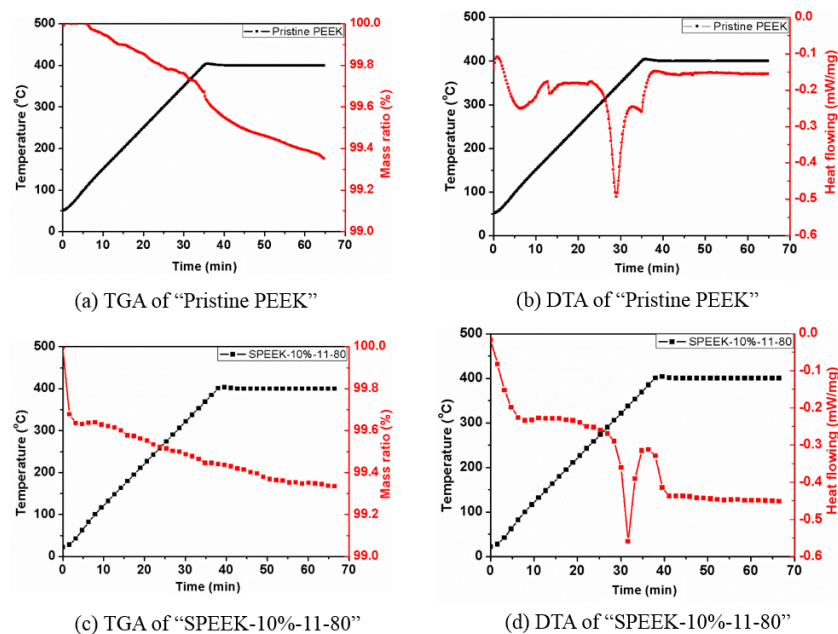 500
400
300
200
100
0
Temperature (°C)
0 10 20 30 40 50 60 70
Time (min)
100.0
99.8
99.6
99.4
99.2
99.0
Mass ratio (%)
Pristine PEEK
(a) TGA of “Pristine PEEK”
500
400
300
200
100
0
Temperature (°C)
0 10 20 30 40 50 60 70
Time (min)
0.0
-0.1
-0.2
-0.3
-0.4
-0.5
-0.6
Heat flowing (mW/mg)
Pristine PEEK
(b) DTA of “Pristine PEEK”
500
400
300
200
100
0
Temperature (°C)
0 10 20 30 40 50 60 70
Time (min)
100.0
99.8
99.6
99.4
99.2
99.0
Mass ratio (%)
SPEEK-10%-11-80
(c) TGA of “SPEEK-10%-11-80”
500
400
300
200
100
0
Temperature (°C)
0 10 20 30 40 50 60 70
Time (min)
0.0
-0.1
-0.2
-0.3
-0.4
-0.5
-0.6
Heat flowing (mW/mg)
SPEEK-10%-11-80
(d) DTA of “SPEEK-10%-11-80”